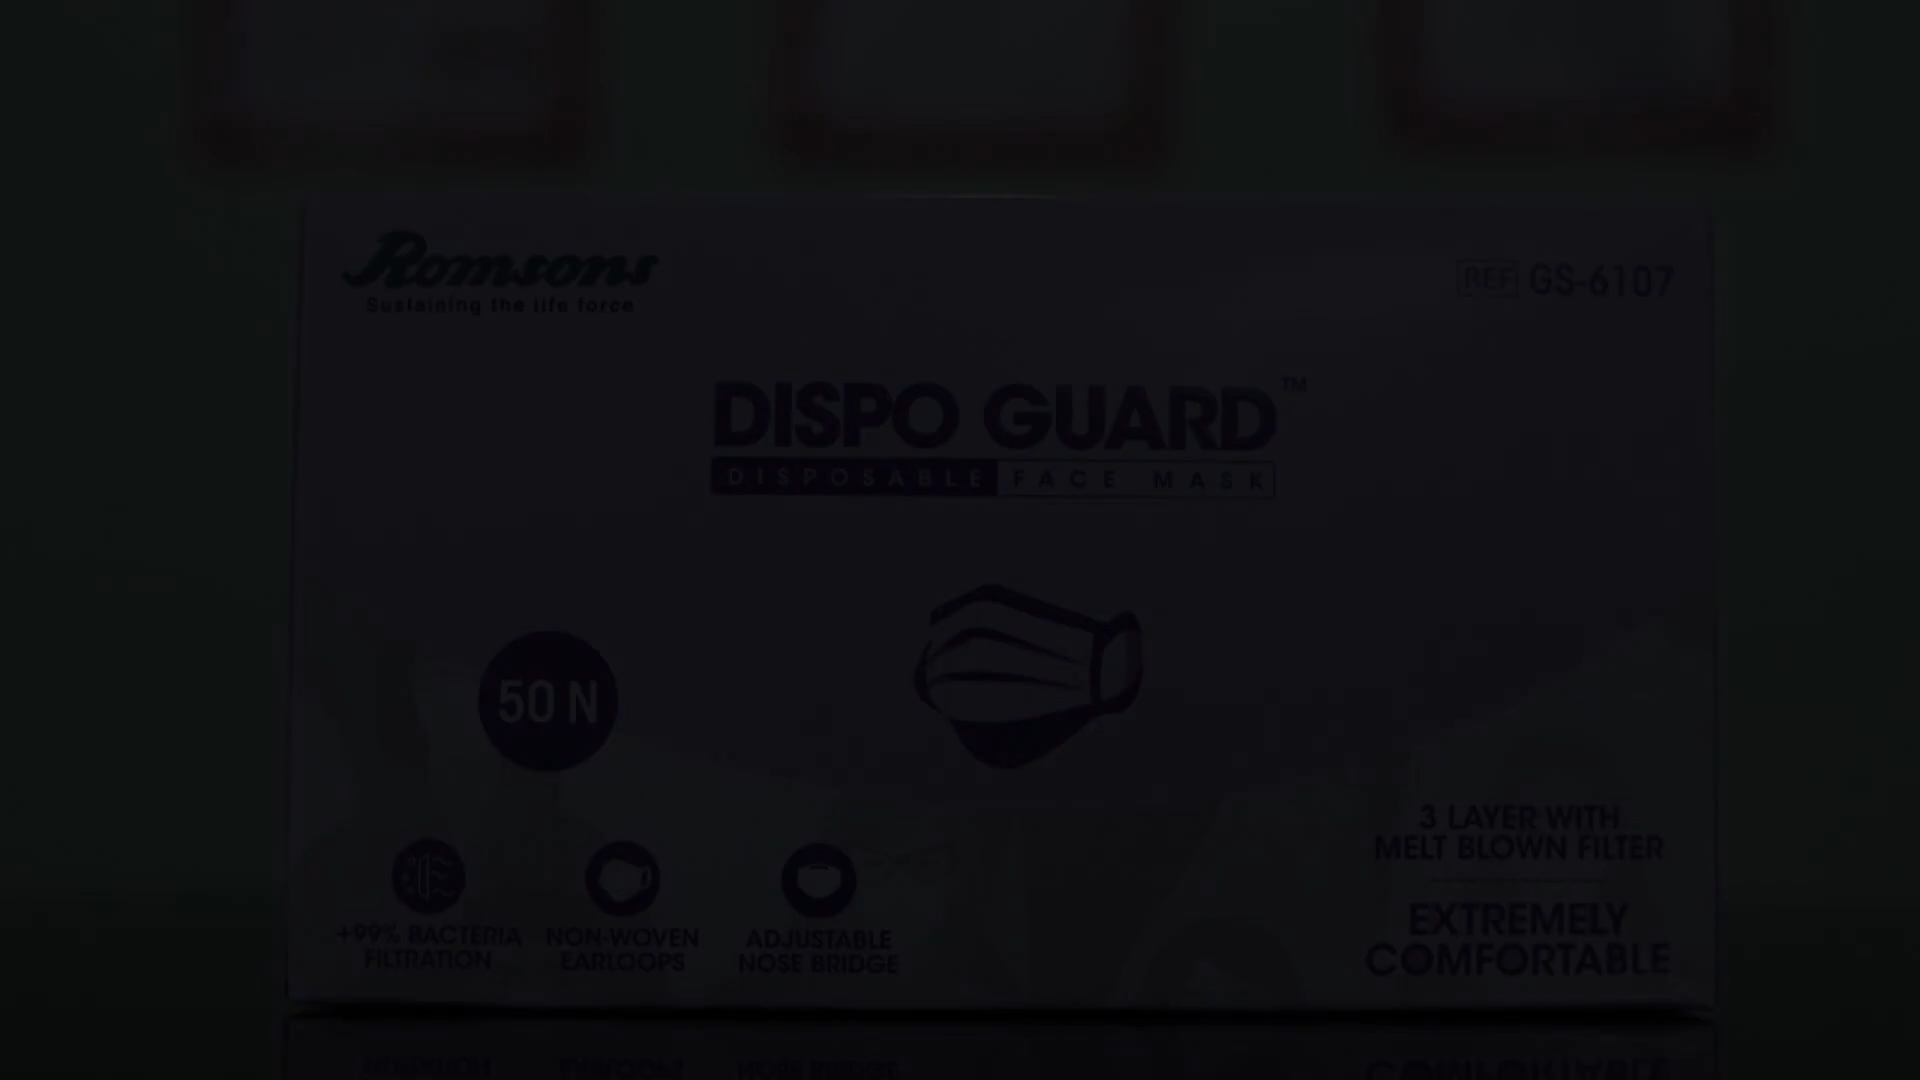 Romsons
Sustaining the life force
REF GS-6107
DISPO GUARD™
DISPOSABLE FACE MASK
50 N
+99% BACTERIA
FILTRATION
NON-WOVEN
EARLOOPS
ADJUSTABLE
NOSE BRIDGE
3 LAYER WITH
MELT BLOWN FILTER
EXTREMELY
COMFORTABLE